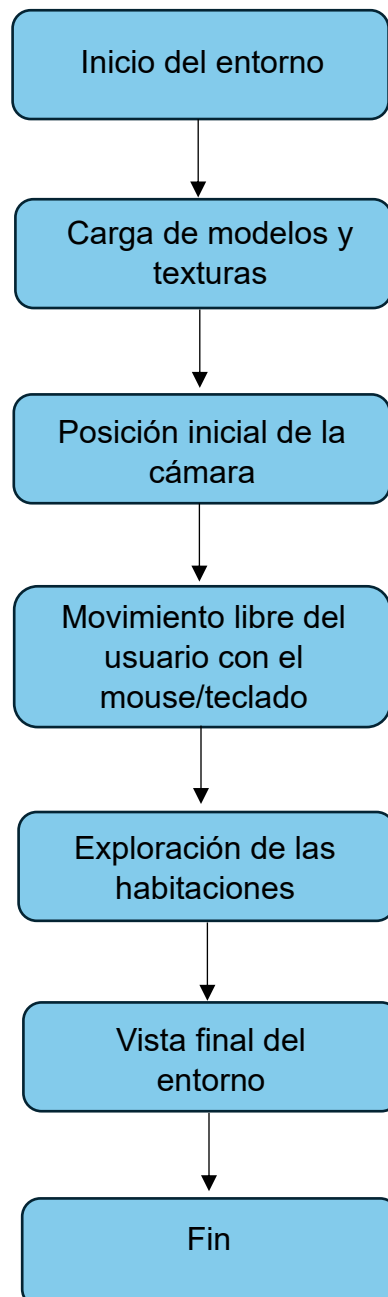 Inicio del entorno
Carga de modelos y
texturas
Posición inicial de la
cámara
Movimiento libre del
usuario con el
mouse/teclado
Exploración de las
habitaciones
Vista final del
entorno
Fin